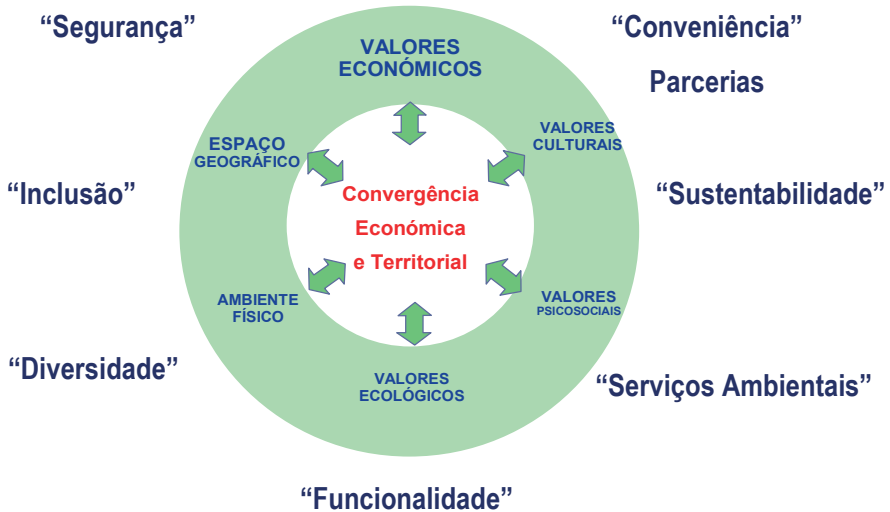 “Segurança”
“Conveniência”
Parcerias
VALORES
ECONÓMICOS
ESPAÇO
GEOGRÁFICO
VALORES
CULTURAIS
“Inclusão”
“Sustentabilidade”
Convergência
Económica
e Territorial
AMBIENTE
FÍSICO
VALORES
PSICOSOCIAIS
“Diversidade”
VALORES
ECOLÓGICOS
“Serviços Ambientais”
“Funcionalidade”